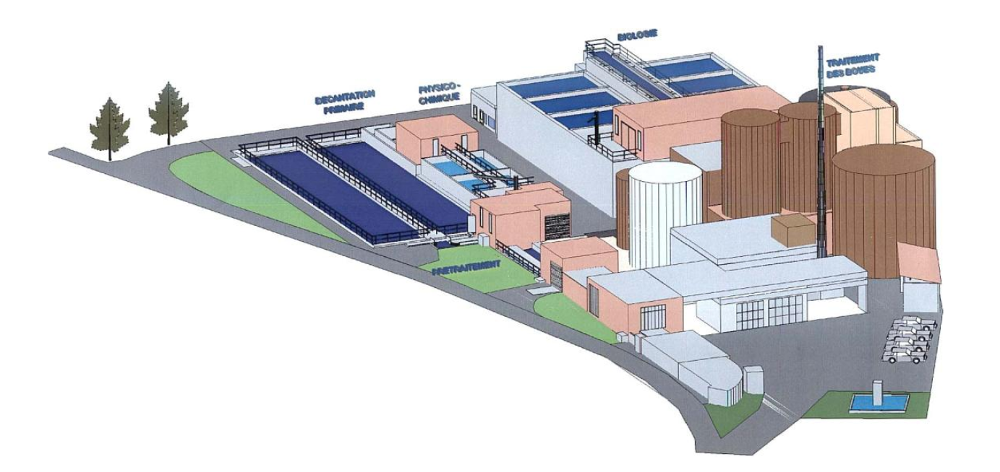 BIOLOGIE
TRAITEMENT
DES BOUES
PHYSICO-
CHIMIQUE
DECANTATION
PRIMAIRE
PRETRAITEMENT